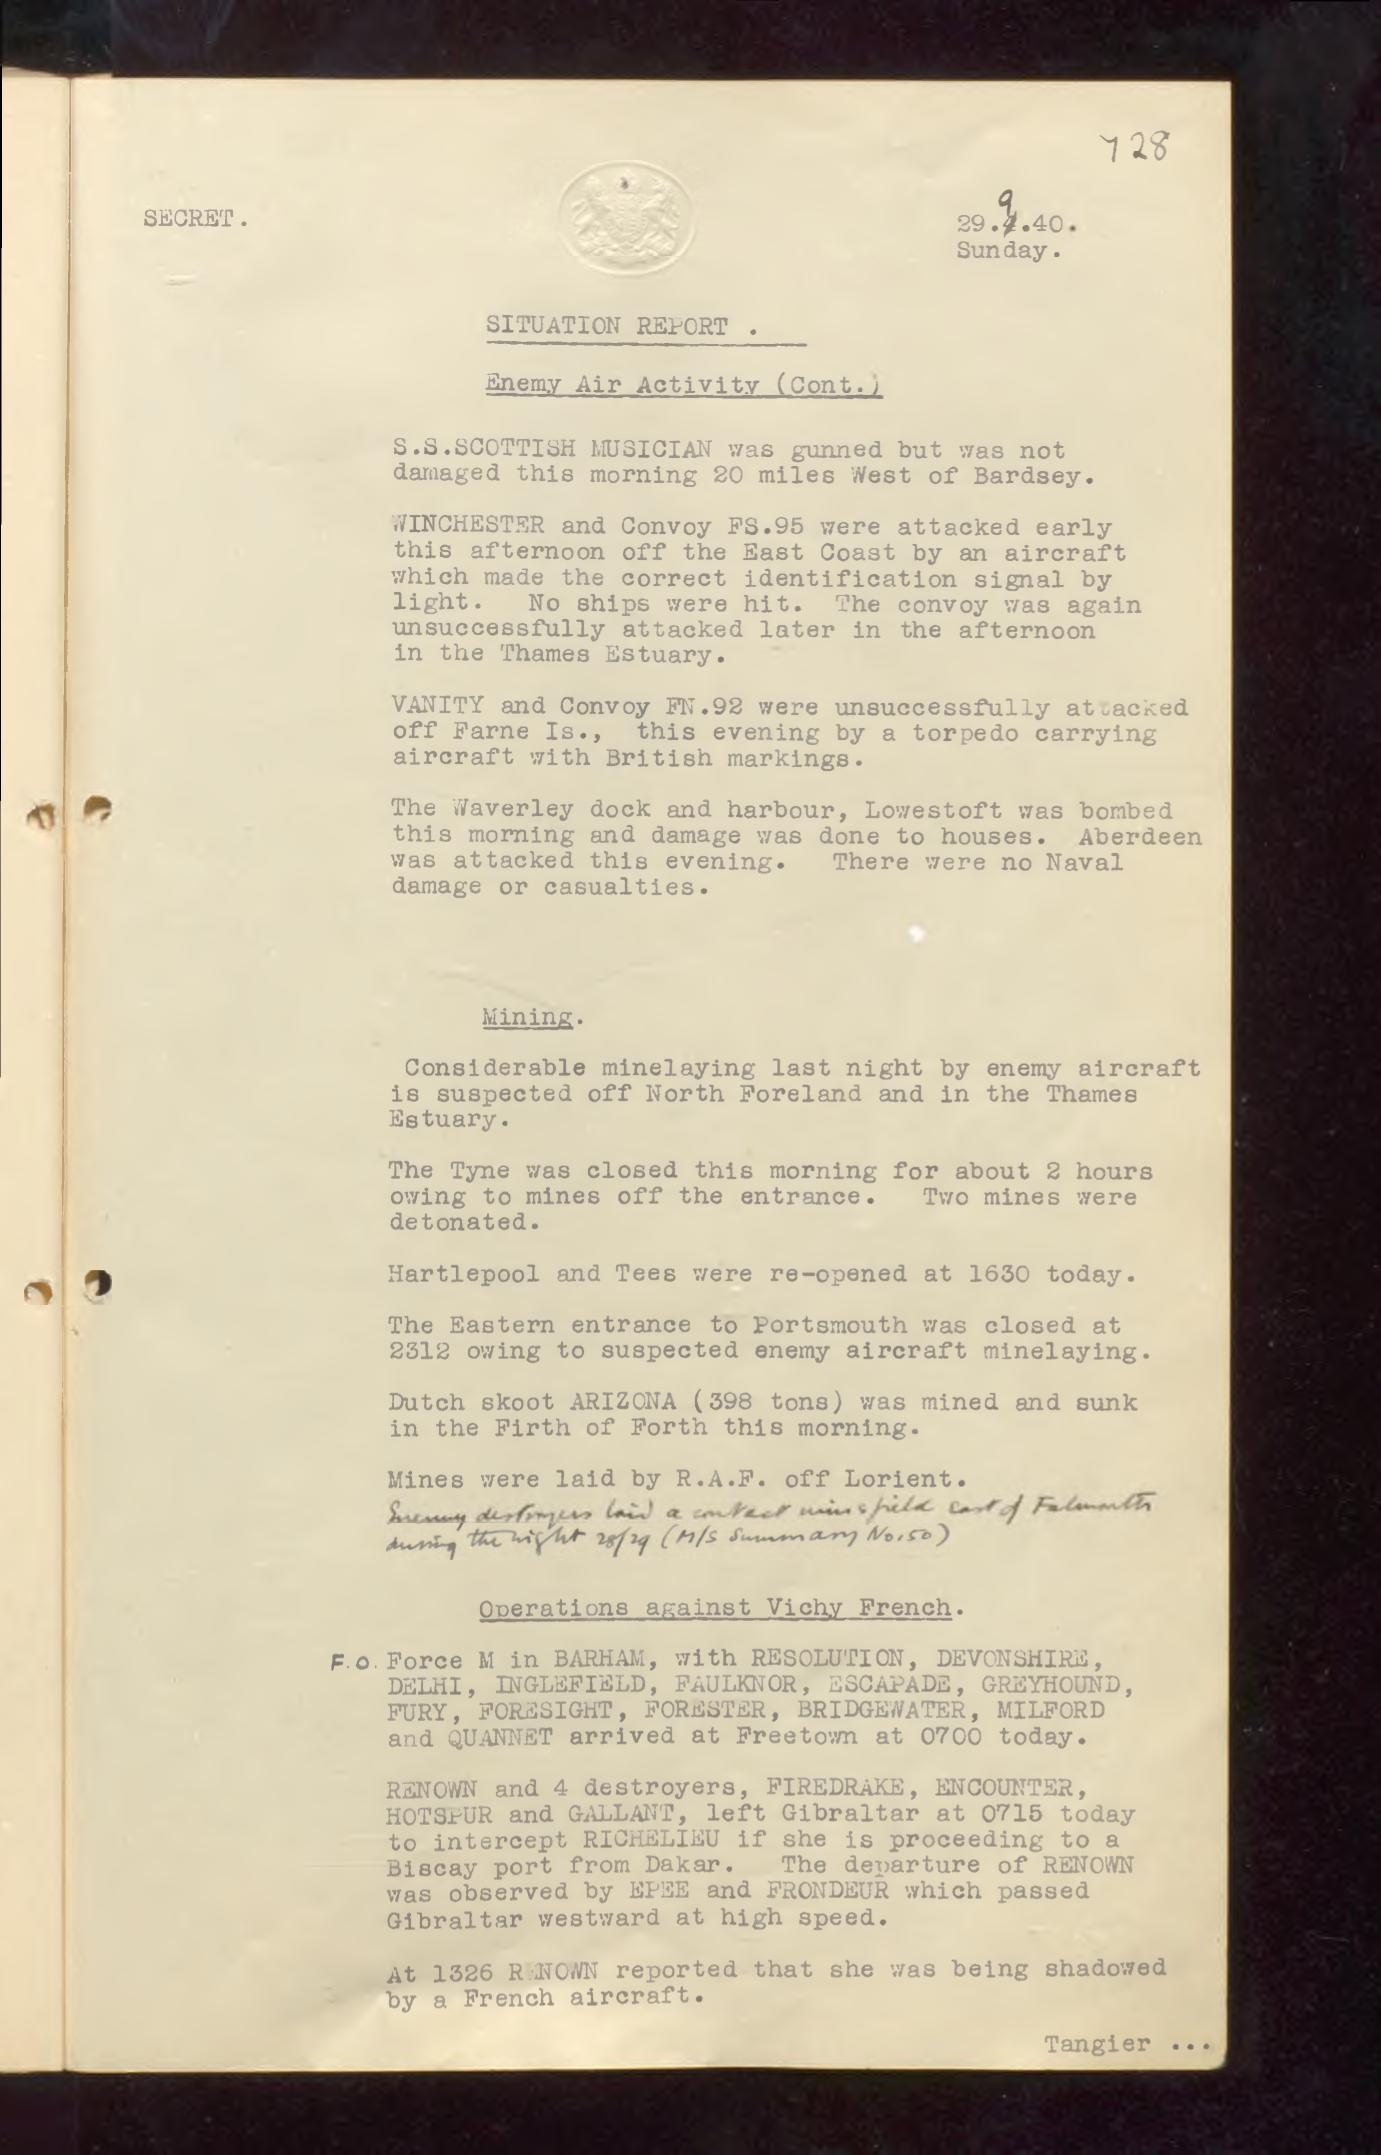 728
SECRET.
29.9.40.
Sunday.
SITUATION REPORT .
Enemy Air Activity (Cont.)
S.S.SCOTTISH MUSICIAN was gunned but was not
damaged this morning 20 miles West of Bardsey.
WINCHESTER and Convoy FS.95 were attacked early
this afternoon off the East Coast by an aircraft
which made the correct identification signal by
light. No ships were hit. The convoy was again
unsuccessfully attacked later in the afternoon
in the Thames Estuary.
VANITY and Convoy FN.92 were unsuccessfully attacked
off Farne Is., this evening by a torpedo carrying
aircraft with British markings.
The Waverley dock and harbour, Lowestoft was bombed
this morning and damage was done to houses. Aberdeen
was attacked this evening. There were no Naval
damage or casualties.
Mining.
Considerable minelaying last night by enemy aircraft
is suspected off North Foreland and in the Thames
Estuary.
The Tyne was closed this morning for about 2 hours
owing to mines off the entrance. Two mines were
detonated.
Hartlepool and Tees were re-opened at 1630 today.
The Eastern entrance to Portsmouth was closed at
2312 owing to suspected enemy aircraft minelaying.
Dutch skoot ARIZONA (398 tons) was mined and sunk
in the Firth of Forth this morning.
Mines were laid by R.A.F. off Lorient.
Enemy destroyers laid a contact minefield east of Falmouth
during the night 28/29 (M/S Summary No.50)
Operations against Vichy French.
F.O. Force M in BARHAM, with RESOLUTION, DEVONSHIRE,
DELHI, INGLEFIELD, FAULKNOR, ESCAPADE, GREYHOUND,
FURY, FORESIGHT, FORESTER, BRIDGEWATER, MILFORD
and QUANNET arrived at Freetown at 0700 today.
RENOWN and 4 destroyers, FIREDRAKE, ENCOUNTER,
HOTSPUR and GALLANT, left Gibraltar at 0715 today
to intercept RICHELIEU if she is proceeding to a
Biscay port from Dakar. The departure of RENOWN
was observed by EPEE and FRONDEUR which passed
Gibraltar westward at high speed.
At 1326 RENOWN reported that she was being shadowed
by a French aircraft.
Tangier ...